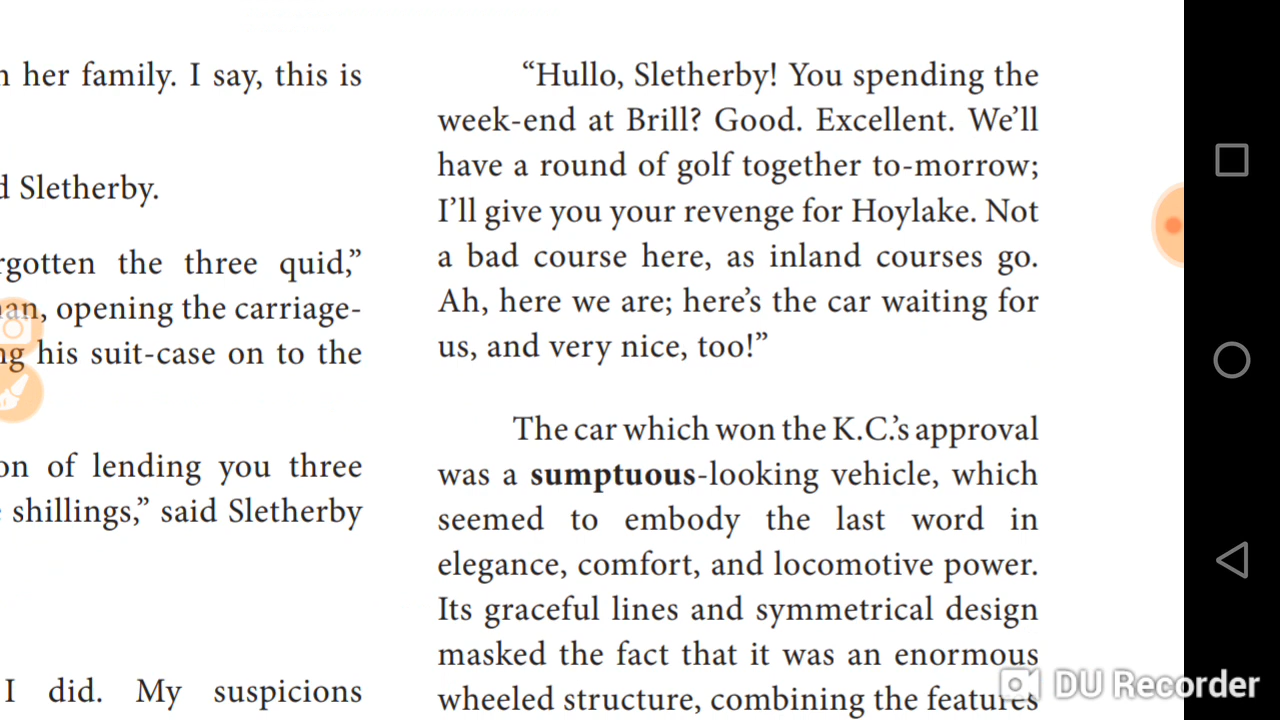 n her family. I say, this is
d Sletherby.
rgotten the three quid,”
an, opening the carriage-
ng his suit-case on to the
on of lending you three
shillings,” said Sletherby
I did. My suspicions
“Hullo, Sletherby! You spending the
week-end at Brill? Good. Excellent. We’ll
have a round of golf together to-morrow;
I’ll give you your revenge for Hoylake. Not
a bad course here, as inland courses go.
Ah, here we are; here’s the car waiting for
us, and very nice, too!”
The car which won the K.C.’s approval
was a sumptuous-looking vehicle, which
seemed to embody the last word in
elegance, comfort, and locomotive power.
Its graceful lines and symmetrical design
masked the fact that it was an enormous
wheeled structure, combining the features
DU Recorder